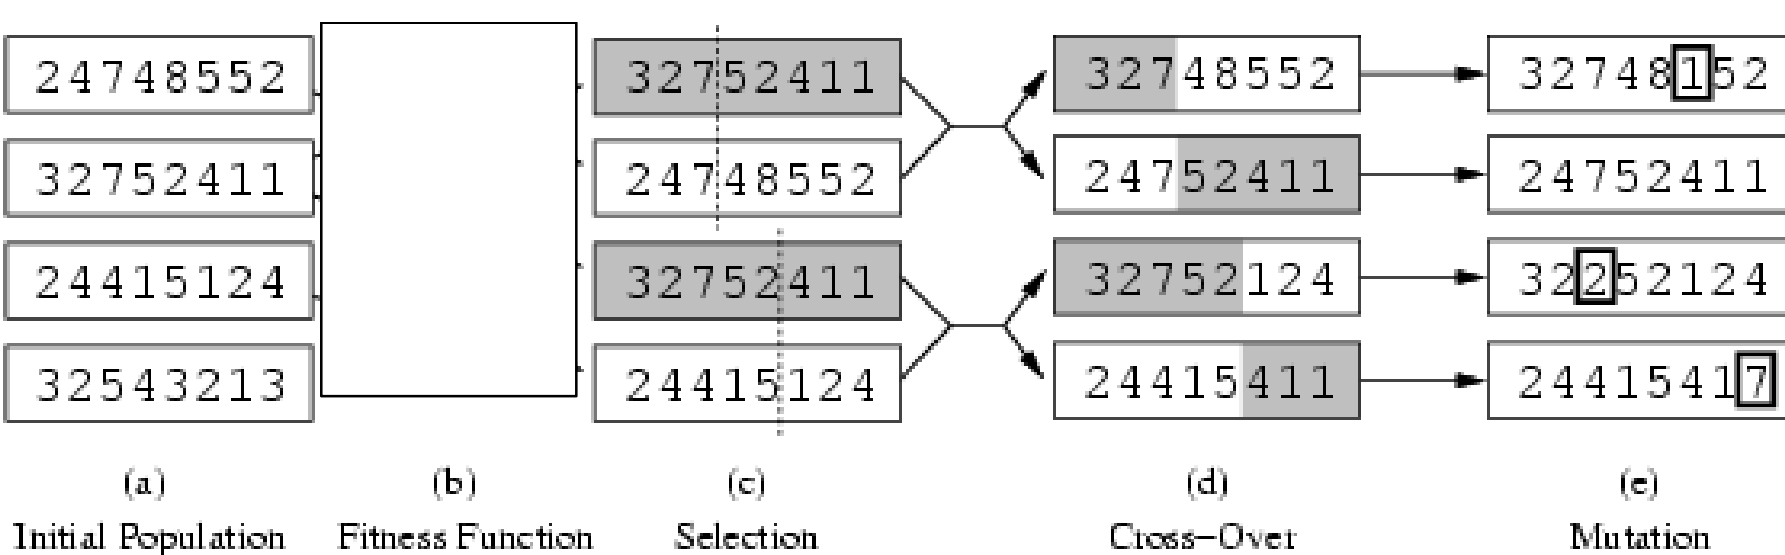 24748552 32752411 32748552 32748152
32752411 24748552 24752411 24752411
24415124 32752411 32752124 32252124
32543213 24415124 24415411 24415417
(a) (b) (c) (d) (e)
Initial Population Fitness Function Selection Cross-Over Mutation